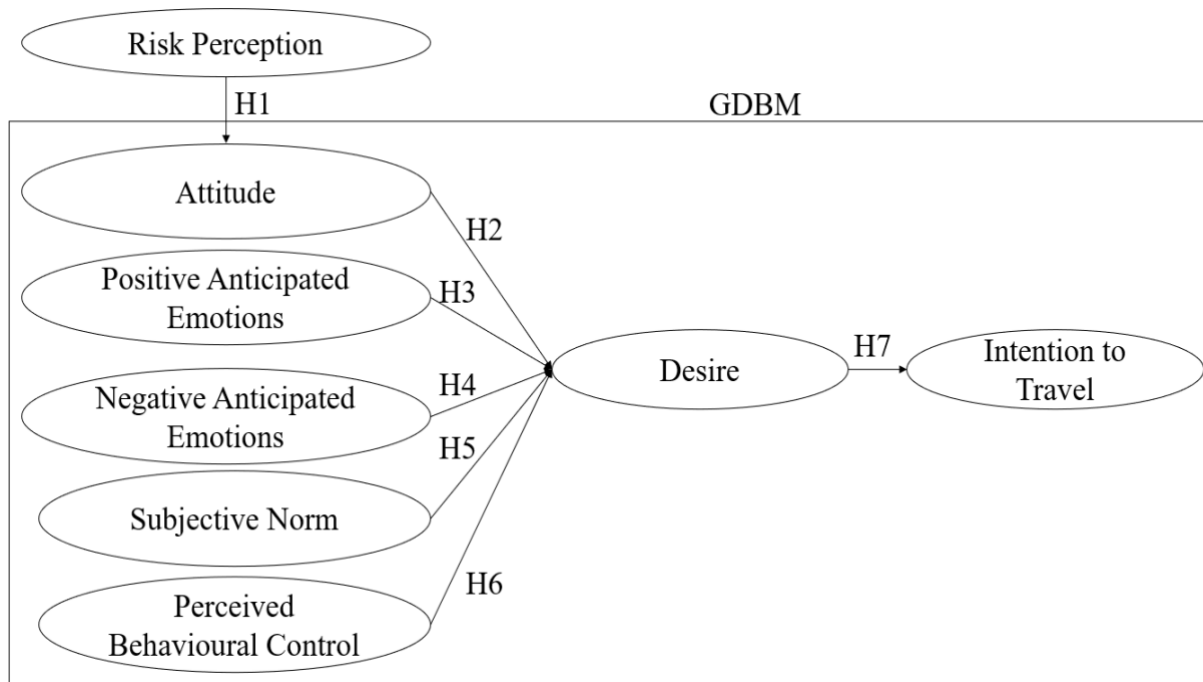 Risk Perception
H1
GDBM
Attitude
H2
Positive Anticipated
Emotions
H3
Negative Anticipated
Emotions
H4
H5
Subjective Norm
Perceived
Behavioural Control
H6
Desire
H7
Intention to
Travel